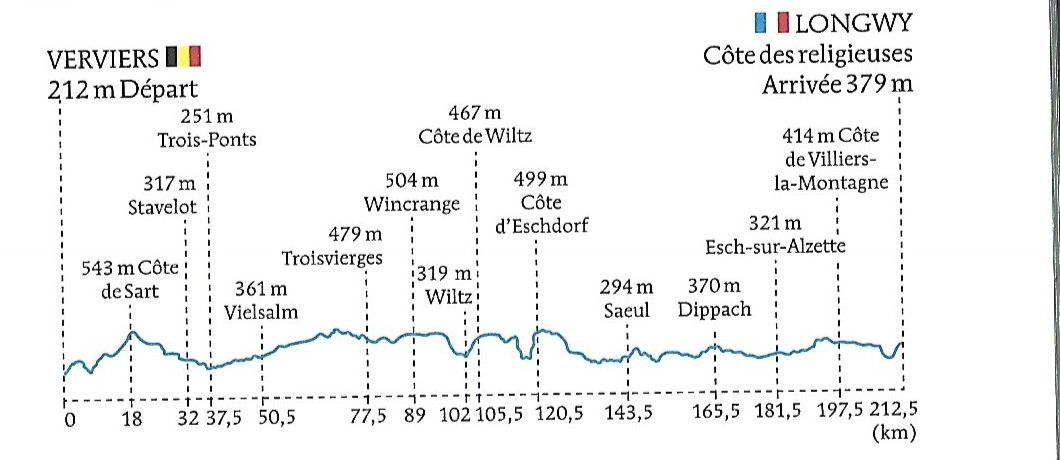 VERVIERS
212 m Départ
LONGWY
Côte des religieuses
Arrivée 379 m
543 m Côte
de Sart
317 m
Stavelot
251 m
Trois-Ponts
361 m
Vielsalm
479 m
Troisvierges
504 m
Wincrange
319 m
Wiltz
467 m
Côte de Wiltz
499 m
Côte
d'Eschdorf
294 m
Saeul
370 m
Dippach
321 m
Esch-sur-Alzette
414 m Côte
de Villiers-
la-Montagne
0 18 32 37,5 50,5 77,5 89 102 105,5 120,5 143,5 165,5 181,5 197,5 212,5
(km)